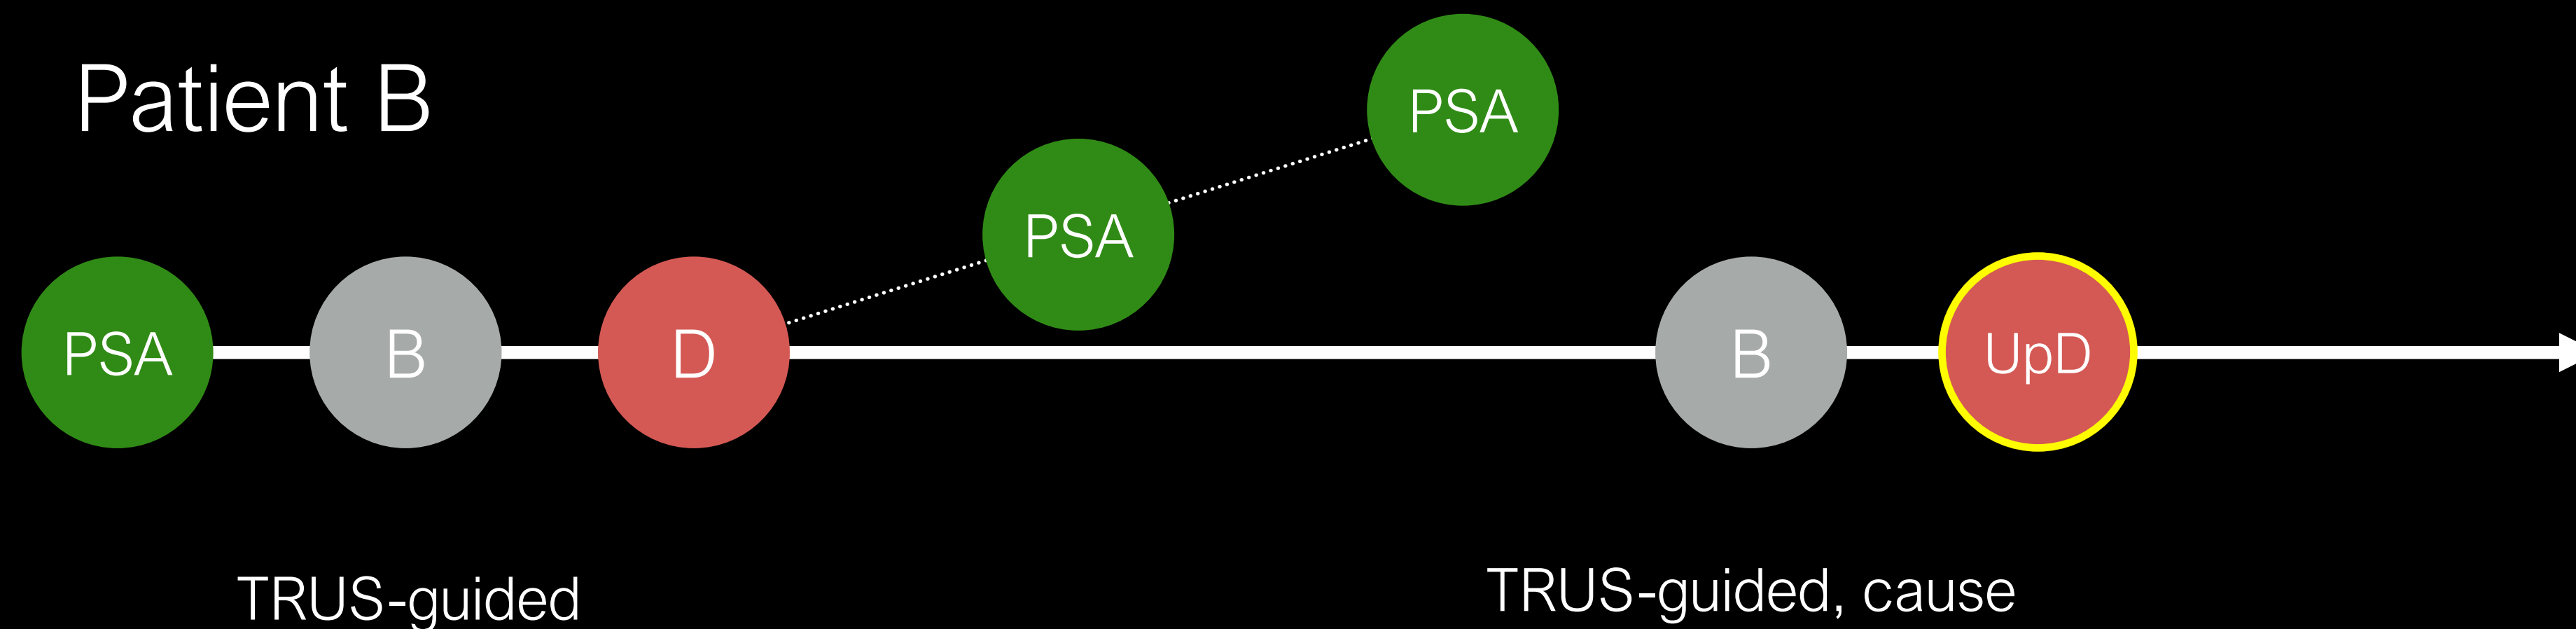 Patient B
PSA
PSA
PSA
B
D
B
UpD
TRUS-guided
TRUS-guided, cause